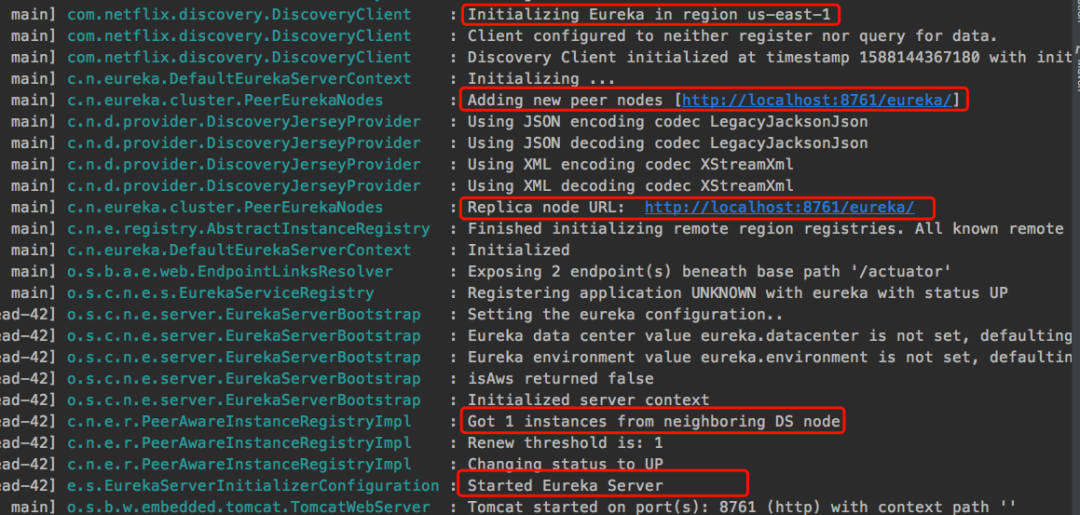 main] com.netflix.discovery.DiscoveryClient : Initializing Eureka in region us-east-1
main] com.netflix.discovery.DiscoveryClient : Client configured to neither register nor query for data.
main] com.netflix.discovery.DiscoveryClient : Discovery Client initialized at timestamp 1588144367180 with init
main] c.n.eureka.DefaultEurekaServerContext : Initializing ...
main] c.n.eureka.cluster.PeerEurekaNodes : Adding new peer nodes [http://localhost:8761/eureka/]
main] c.n.d.provider.DiscoveryJerseyProvider : Using JSON encoding codec LegacyJacksonJson
main] c.n.d.provider.DiscoveryJerseyProvider : Using JSON decoding codec LegacyJacksonJson
main] c.n.d.provider.DiscoveryJerseyProvider : Using XML encoding codec XStreamXml
main] c.n.d.provider.DiscoveryJerseyProvider : Using XML decoding codec XStreamXml
main] c.n.eureka.cluster.PeerEurekaNodes : Replica node URL: http://localhost:8761/eureka/
main] c.n.e.registry.AbstractInstanceRegistry : Finished initializing remote region registries. All known remote
main] c.n.eureka.DefaultEurekaServerContext : Initialized
main] o.s.b.a.e.web.EndpointLinksResolver : Exposing 2 endpoint(s) beneath base path '/actuator'
main] o.s.c.n.e.s.EurekaServiceRegistry : Registering application UNKNOWN with eureka with status UP
ead-42] o.s.c.n.e.server.EurekaServerBootstrap : Setting the eureka configuration..
ead-42] o.s.c.n.e.server.EurekaServerBootstrap : Eureka data center value eureka.datacenter is not set, defaulting
ead-42] o.s.c.n.e.server.EurekaServerBootstrap : Eureka environment value eureka.environment is not set, defaultin
ead-42] o.s.c.n.e.server.EurekaServerBootstrap : isAws returned false
ead-42] o.s.c.n.e.server.EurekaServerBootstrap : Initialized server context
ead-42] c.n.e.r.PeerAwareInstanceRegistryImpl : Got 1 instances from neighboring DS node
ead-42] c.n.e.r.PeerAwareInstanceRegistryImpl : Renew threshold is: 1
ead-42] c.n.e.r.PeerAwareInstanceRegistryImpl : Changing status to UP
ead-42] e.s.EurekaServerInitializerConfiguration : Started Eureka Server
main] o.s.b.w.embedded.tomcat.TomcatWebServer : Tomcat started on port(s): 8761 (http) with context path ''